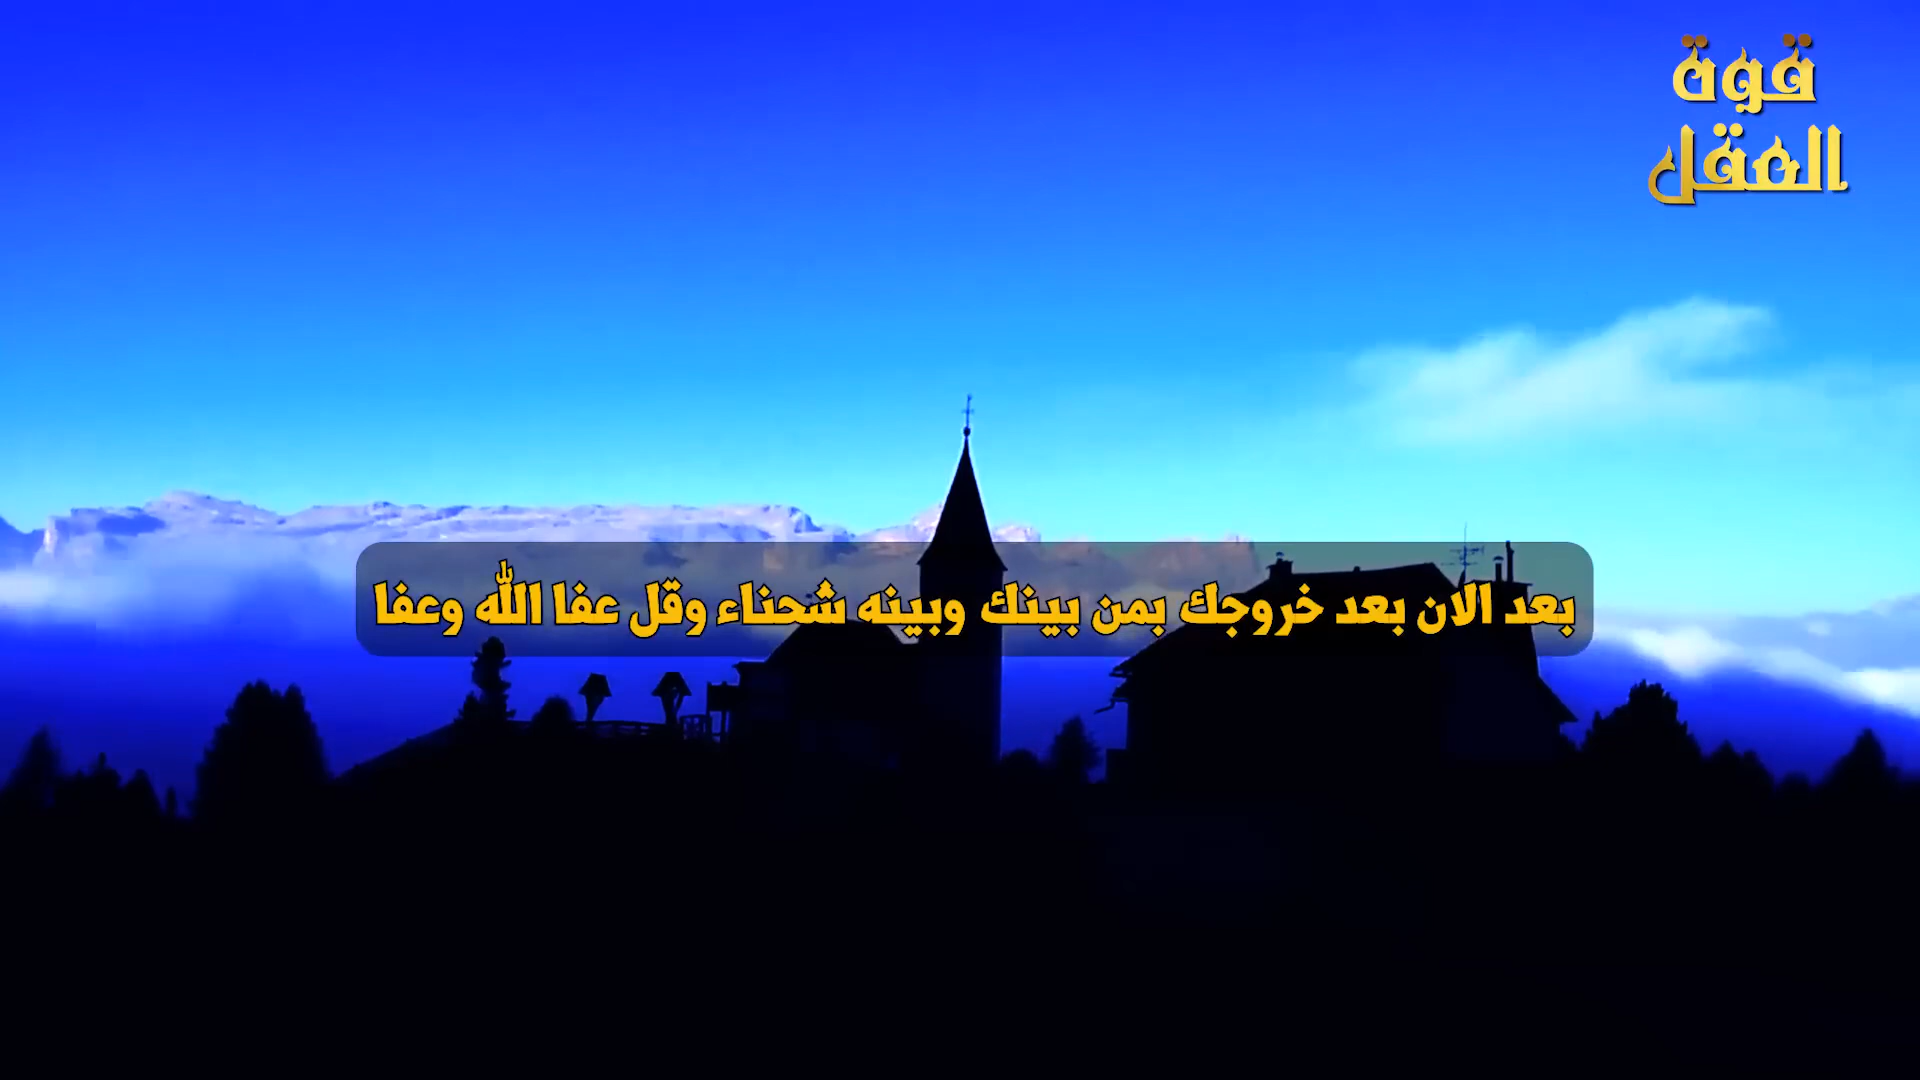 قوة
العقل
بعد الان بعد خروجك بمن بينك وبينه شحناء وقل عفا الله وعفا